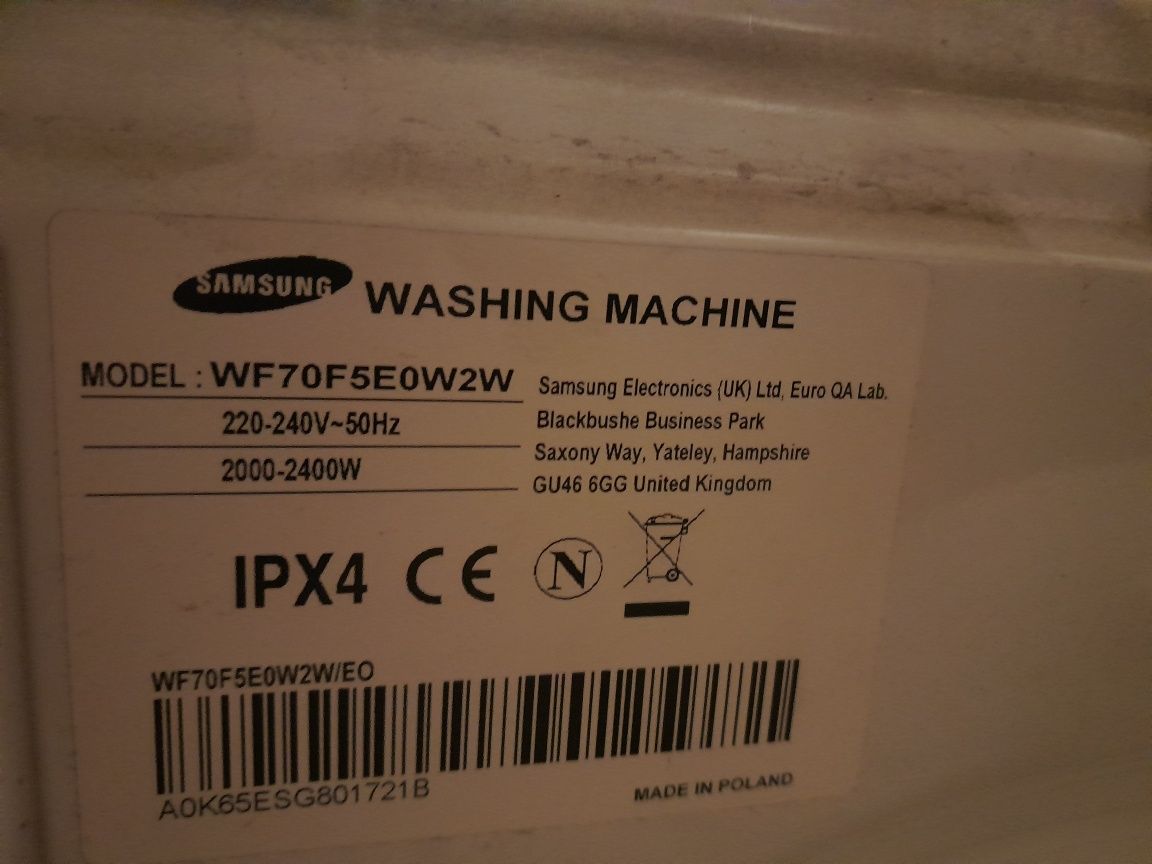 SAMSUNG WASHING MACHINE
MODEL : WF70F5E0W2W
220-240V~50Hz
2000-2400W
Samsung Electronics (UK) Ltd, Euro QA Lab.
Blackbushe Business Park
Saxony Way, Yateley, Hampshire
GU46 6GG United Kingdom
IPX4 CE N
WF70F5E0W2W/EO
A0K65ESG801721B
MADE IN POLAND